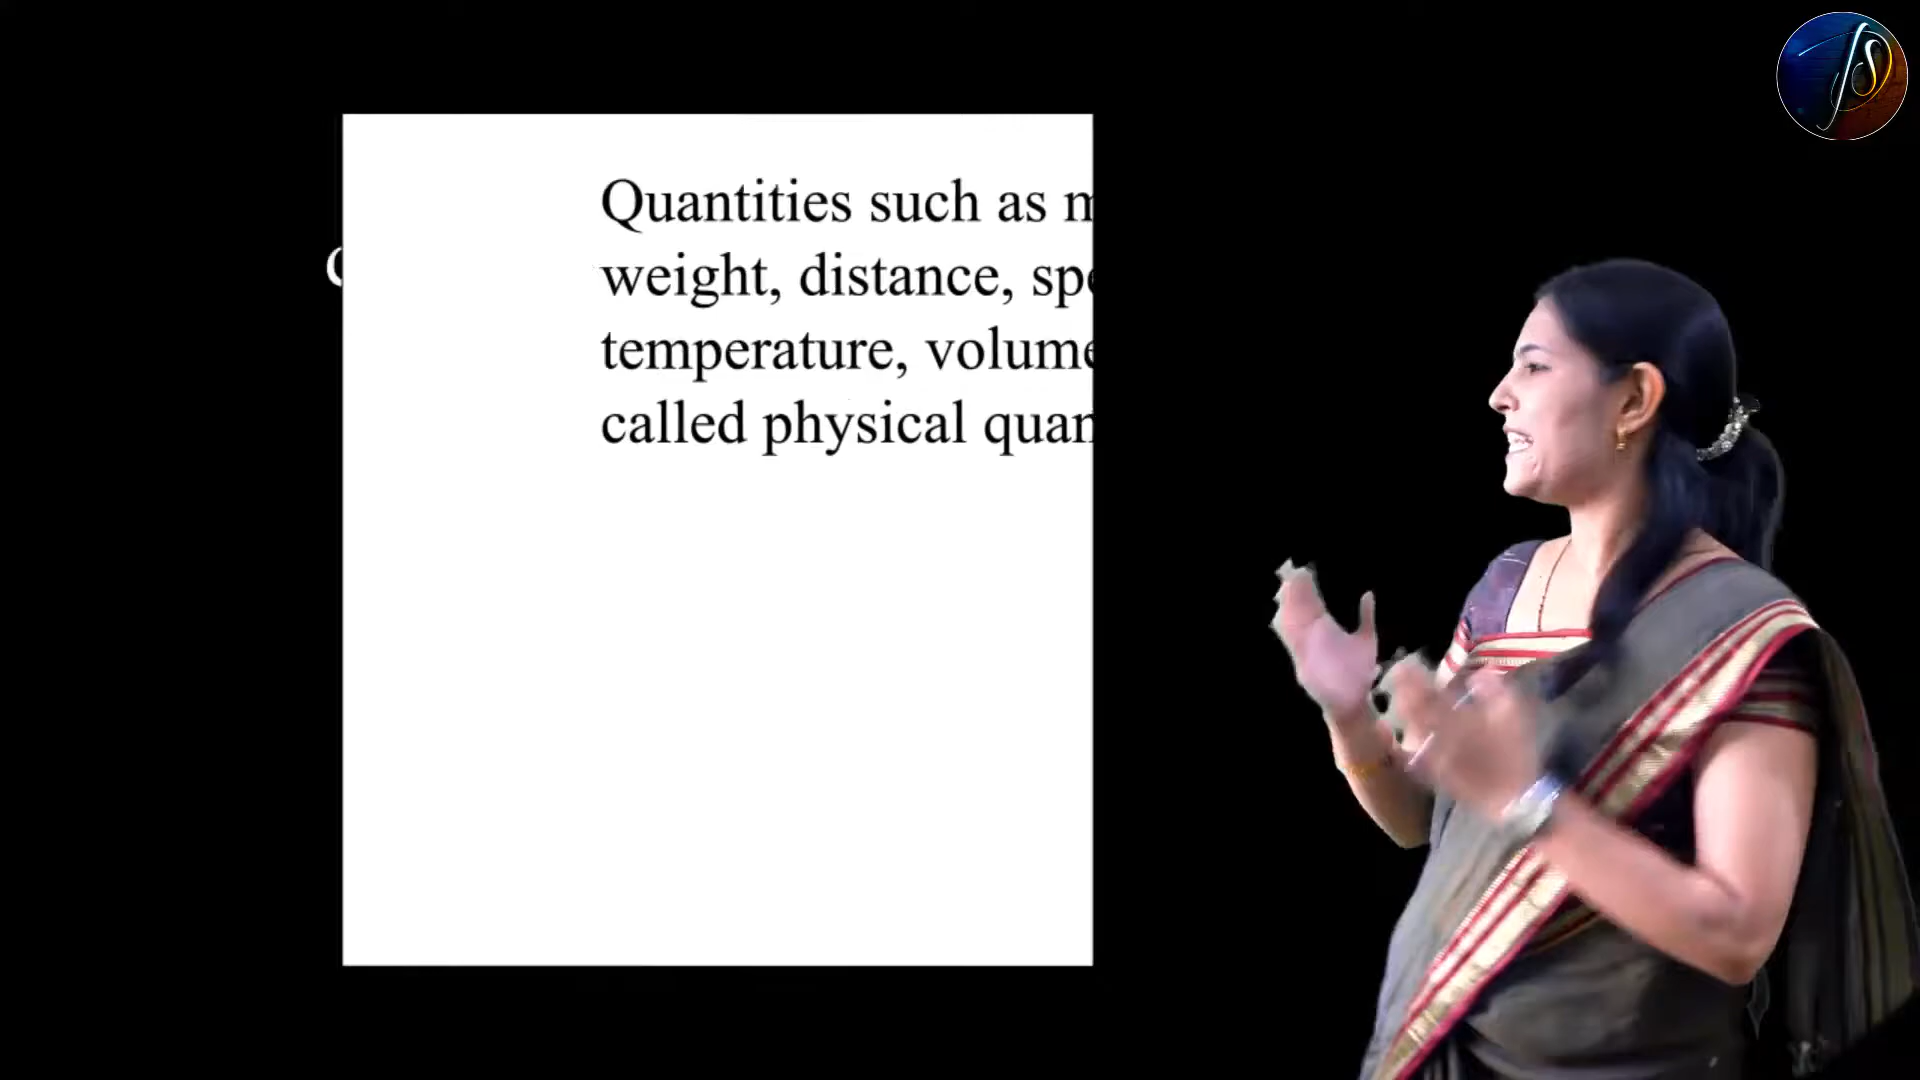 Quantities such as
weight, distance,
temperature,
called physical